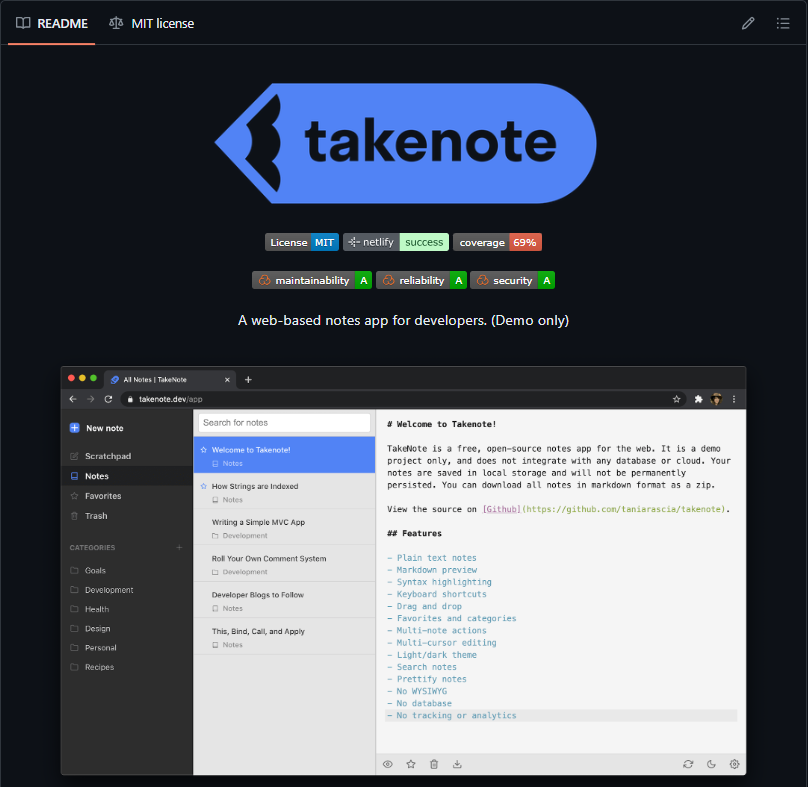 README MIT license
takenote
License MIT netlify success coverage 69%
maintainability A reliability A security A
A web-based notes app for developers. (Demo only)
All Notes | TakeNote
takenote.dev/app
New note
Scratchpad
Notes
Favorites
Trash
CATEGORIES
Goals
Development
Health
Design
Personal
Recipes
Search for notes
Welcome to Takenote!
Notes
How Strings are Indexed
Notes
Writing a Simple MVC App
Development
Roll Your Own Comment System
Development
Developer Blogs to Follow
Notes
This, Bind, Call, and Apply
Notes
# Welcome to Takenote!
TakeNote is a free, open-source notes app for the web. It is a demo
project only, and does not integrate with any database or cloud. Your
notes are saved in local storage and will not be permanently
persisted. You can download all notes in markdown format as a zip.
View the source on [Github](https://github.com/taniarascia/takenote).
## Features
- Plain text notes
- Markdown preview
- Syntax highlighting
- Keyboard shortcuts
- Drag and drop
- Favorites and categories
- Multi-note actions
- Multi-cursor editing
- Light/dark theme
- Search notes
- Prettify notes
- No WYSIWYG
- No database
- No tracking or analytics